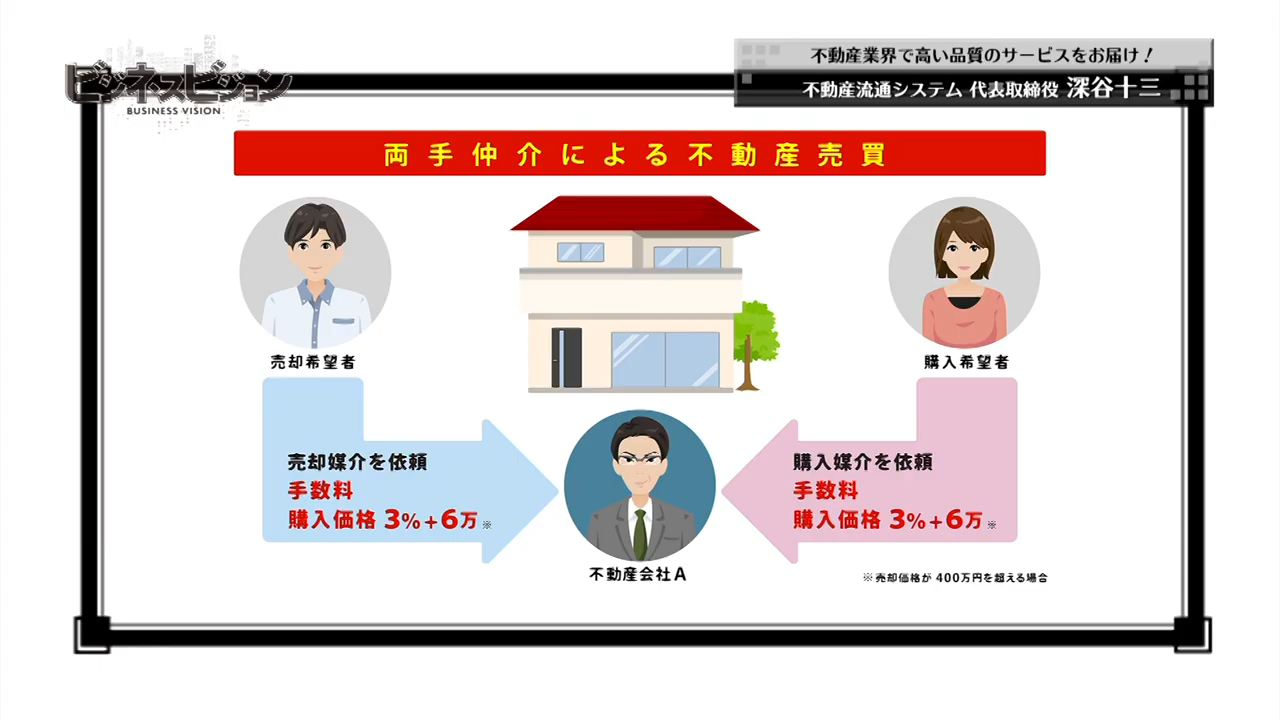 ビジネスビジョン
BUSINESS VISION
不動産業界で高い品質のサービスをお届け!
不動産流通システム 代表取締役 深谷十三
両手仲介による不動産売買
売却希望者
購入希望者
売却媒介を依頼
手数料
購入価格 3%+6万※
購入媒介を依頼
手数料
購入価格 3%+6万※
不動産会社A
※売却価格が 400万円を超える場合